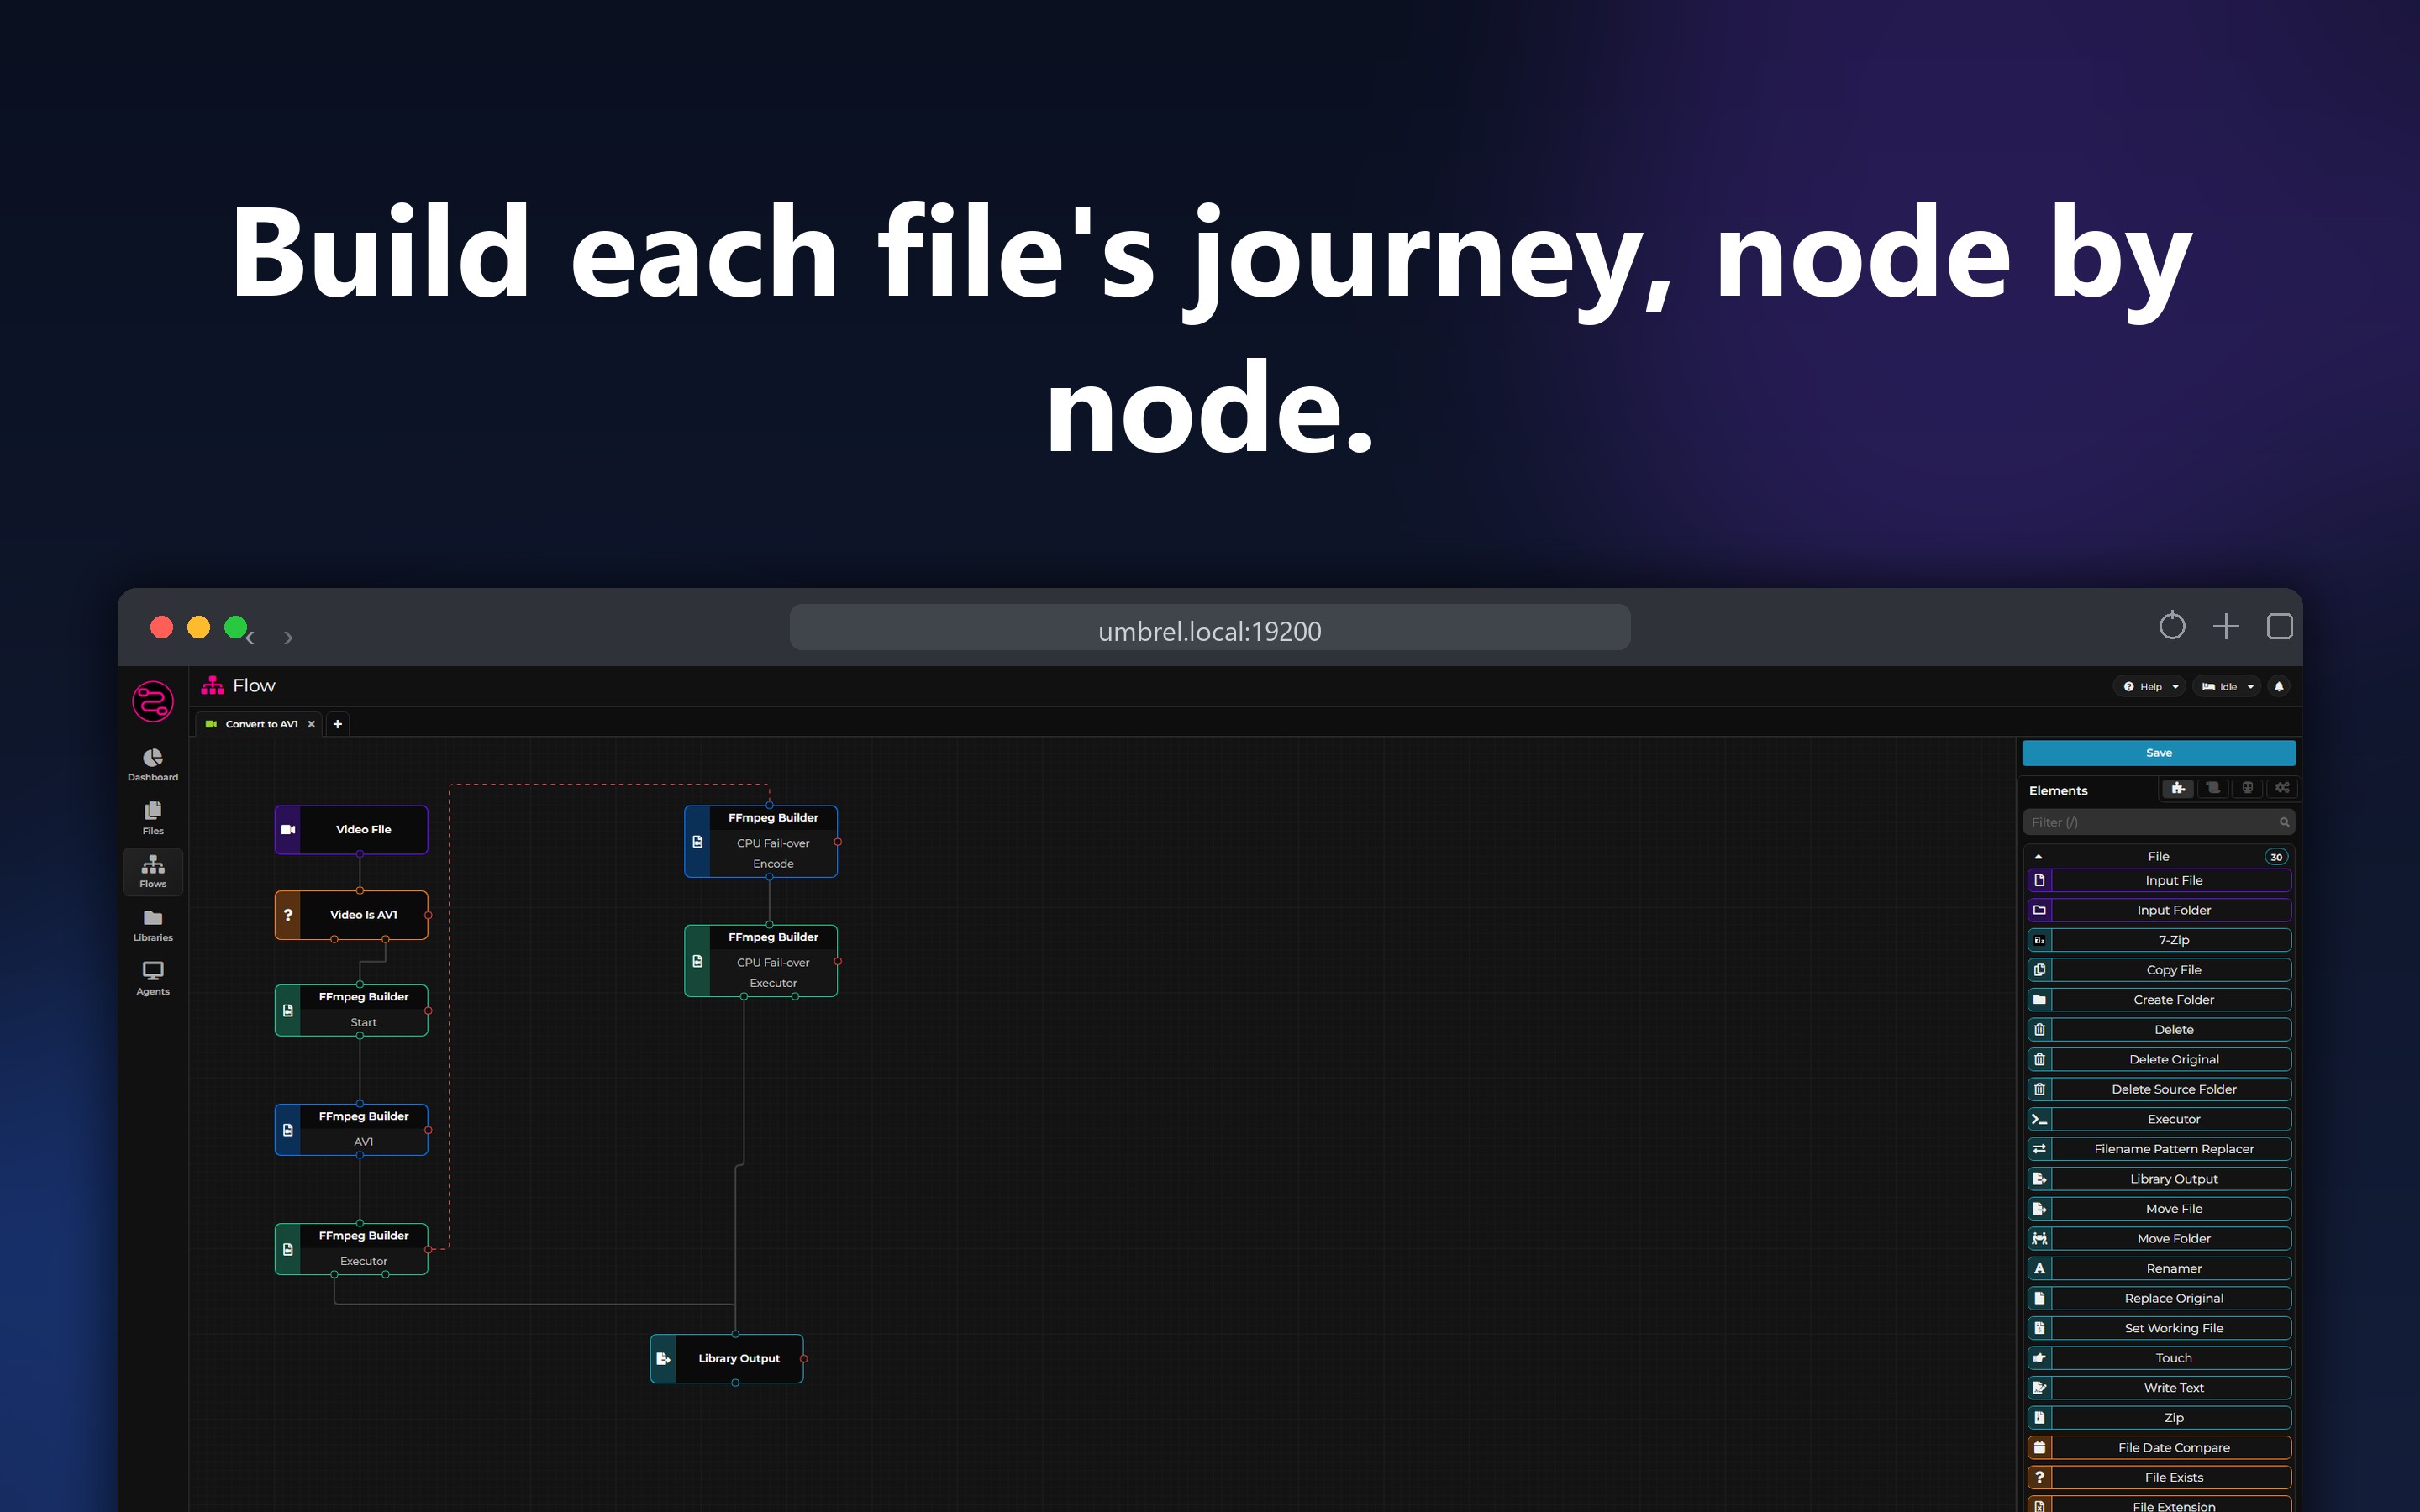 Build each file's journey, node by
node.
umbrel.local:19200
Flow
Help
Idle
Convert to AV1
Dashboard
Files
Flows
Libraries
Agents
Video File
Video Is AV1
FFmpeg Builder
Start
FFmpeg Builder
AV1
FFmpeg Builder
Executor
FFmpeg Builder
CPU Fail-over
Encode
FFmpeg Builder
CPU Fail-over
Executor
Library Output
Save
Elements
Filter (/)
File
30
Input File
Input Folder
7-Zip
Copy File
Create Folder
Delete
Delete Original
Delete Source Folder
Executor
Filename Pattern Replacer
Library Output
Move File
Move Folder
Renamer
Replace Original
Set Working File
Touch
Write Text
Zip
File Date Compare
File Exists
File Extension